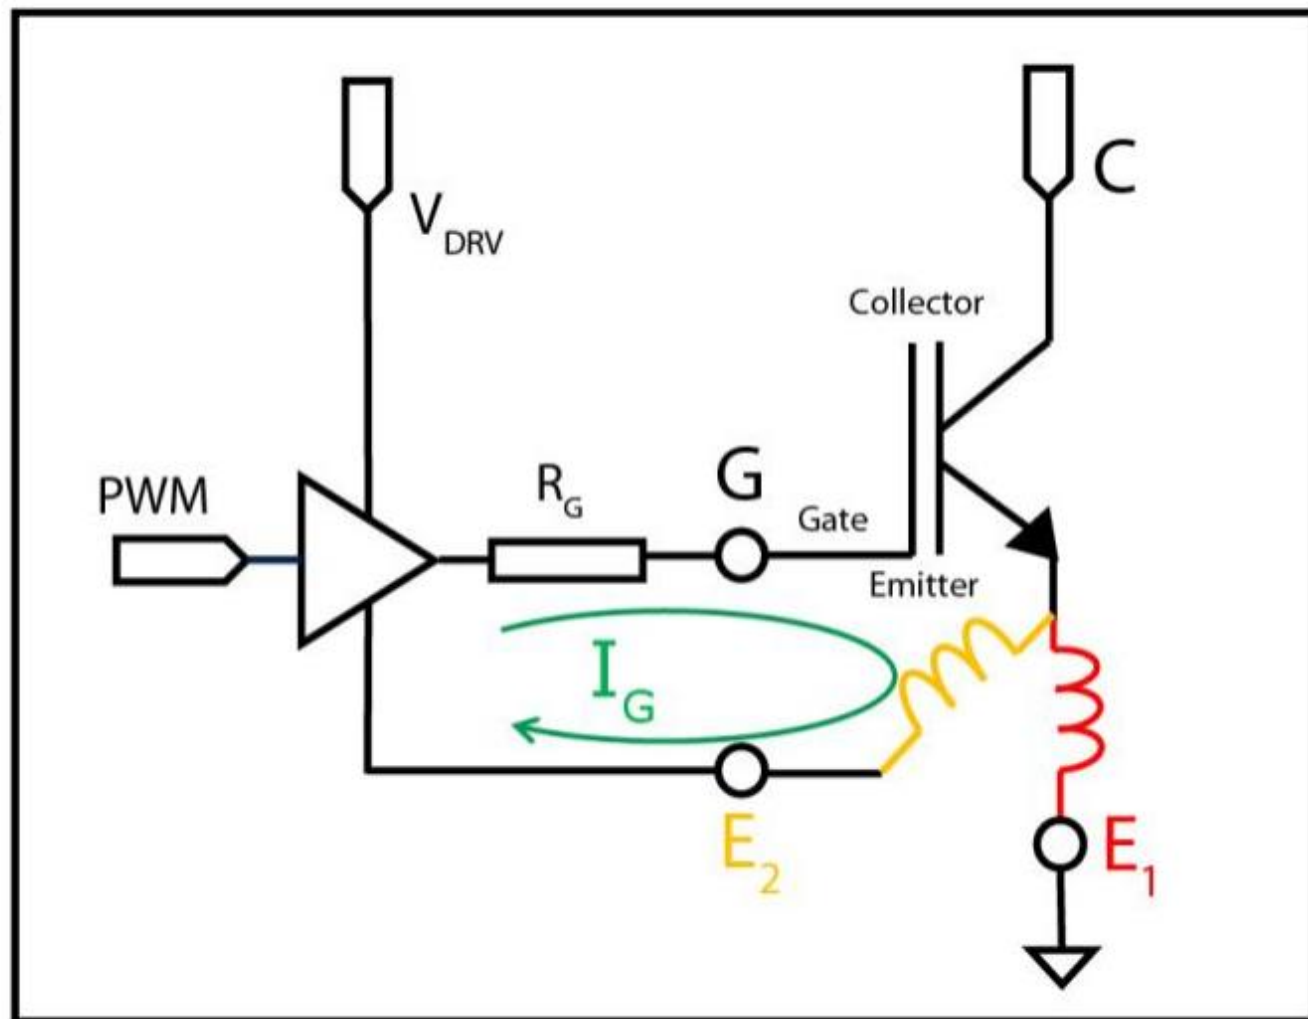 C
V_DRV
Collector
PWM
R_G
G
Gate
Emitter
I_G
E_2
E_1